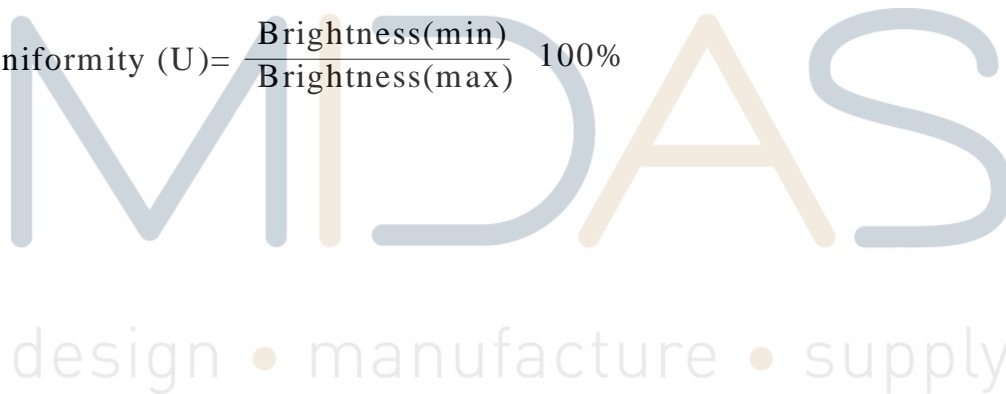 niformity (U)= Brightness(min)
Brightness(max) 100%
MIDAS
design • manufacture • supply